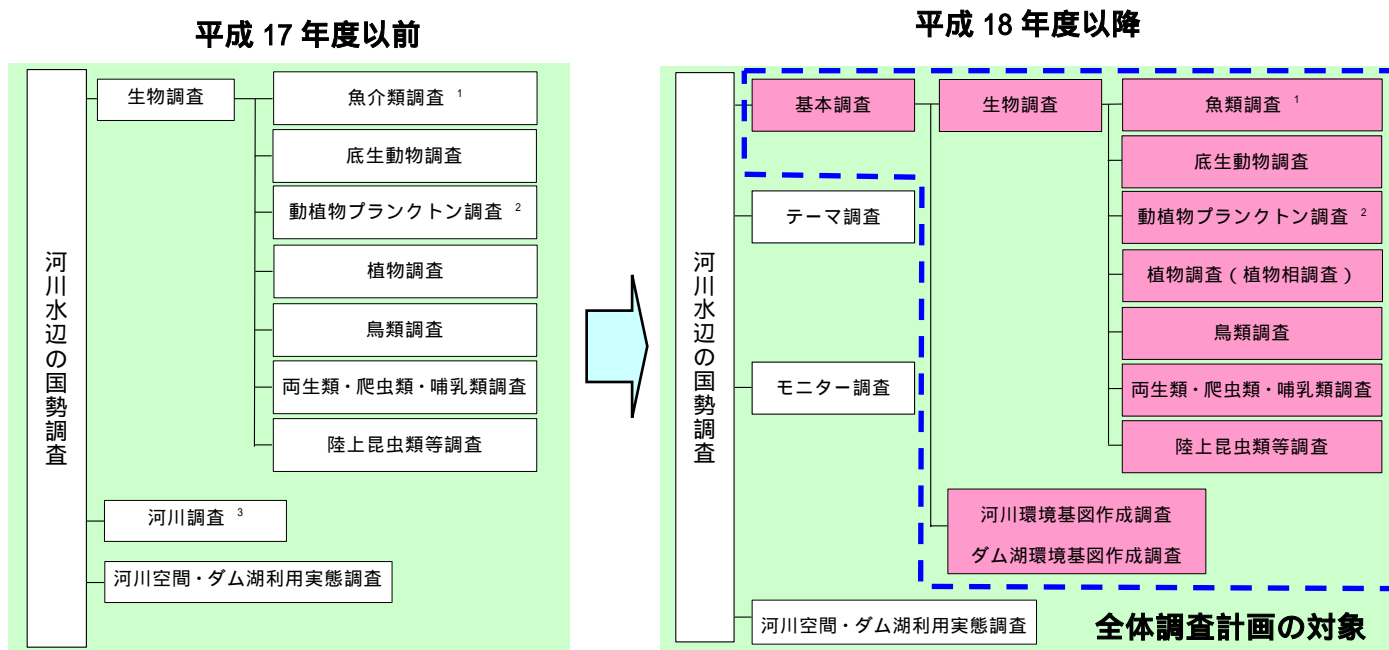 平成 17 年度以前
河川水辺の国勢調査
生物調査
魚介類調査 1
底生動物調査
動植物プランクトン調査 2
植物調査
鳥類調査
両生類・爬虫類・哺乳類調査
陸上昆虫類等調査
河川調査 3
河川空間・ダム湖利用実態調査
平成 18 年度以降
河川水辺の国勢調査
基本調査
生物調査
魚類調査 1
底生動物調査
動植物プランクトン調査 2
植物調査(植物相調査)
鳥類調査
両生類・爬虫類・哺乳類調査
陸上昆虫類等調査
河川環境基図作成調査
ダム湖環境基図作成調査
テーマ調査
モニター調査
河川空間・ダム湖利用実態調査
全体調査計画の対象